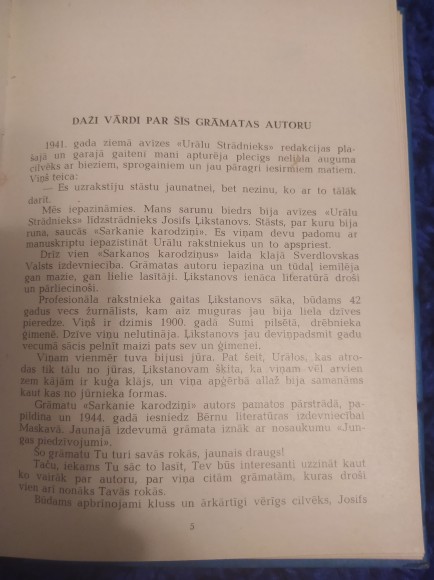 DAŽI VĀRDI PAR ŠĪS GRĀMATAS AUTORU
1941. gada ziemā avīzes «Urālu Strādnieks» redakcijas pla-
šajā un garajā gaitenī mani apturēja plecīgs neliela auguma
cilvēks ar bieziem, sprogainiem un jau pāragri iesirmiem matiem.
Viņš teica:
— Es uzrakstīju stāstu jaunatnei, bet nezinu, ko ar to tālāk
darīt.
Mēs iepazināmies. Mans sarunu biedrs bija avīzes «Urālu
Strādnieks» līdzstrādnieks Josifs Ļikstanovs. Stāsts, par kuru bija
runa, saucās «Sarkanie karodziņi». Es viņam devu padomu ar
manuskriptu iepazīstināt Urālu rakstniekus un to apspriest.
Drīz vien «Sarkanos karodziņus» laida klajā Sverdlovskas
Valsts izdevniecība. Grāmatas autoru iepazina un tūdaļ iemīlēja
gan mazie, gan lielie lasītāji. Ļikstanovs ienāca literatūrā droši
un pārliecinoši.
Profesionāla rakstnieka gaitas Ļikstanovs sāka, būdams 42
gadus vecs žurnālists, kam aiz muguras jau bija liela dzīves
pieredze. Viņš ir dzimis 1900. gadā Sumi pilsētā, drēbnieka
ģimenē. Dzīve viņu nelutināja. Ļikstanovs jau deviņpadsmit gadu
vecumā sācis pelnīt maizi pats sev un ģimenei.
Viņam vienmēr tuva bijusi jūra. Pat šeit, Urālos, kas atro-
das tik tālu no jūras, Ļikstanovam šķita, ka viņam vēl arvien
zem kājām ir kuģa klājs, un viņa apģērbā allaž bija samanāms
kaut kas no jūrnieka formas.
Grāmatu «Sarkanie karodziņi» autors pamatos pārstrādā, pa-
pildina un 1944. gadā iesniedz Bērnu literatūras izdevniecībai
Maskavā. Jaunajā izdevumā grāmata iznāk ar nosaukumu «Jun-
gas piedzīvojumi».
Šo grāmatu Tu turi savās rokās, jaunais draugs!
Taču, iekams Tu sāc to lasīt, Tev būs interesanti uzzināt kaut
ko vairāk par autoru, par viņa citām grāmatām, kuras droši
vien arī nonāks Tavās rokās.
Būdams apbrīnojami kluss un ārkārtīgi vērīgs cilvēks, Josifs
5